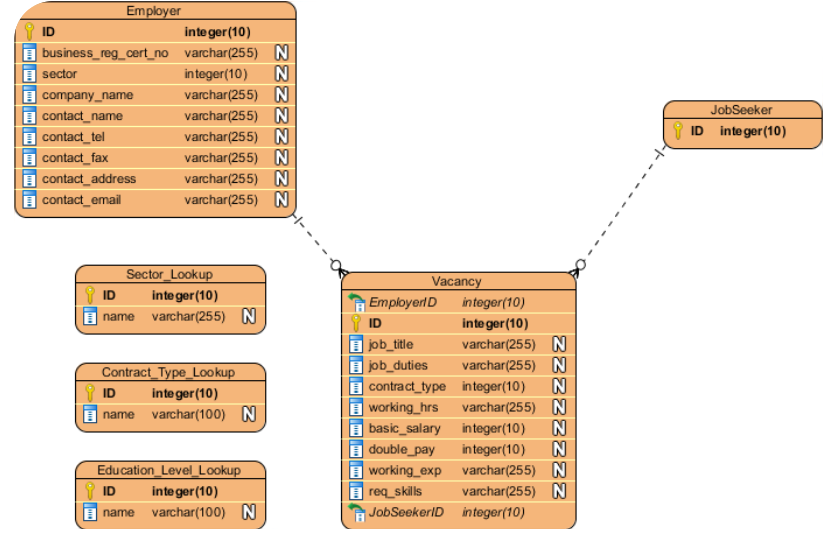 Employer
ID integer(10)
business_reg_cert_no varchar(255) N
sector integer(10) N
company_name varchar(255) N
contact_name varchar(255) N
contact_tel varchar(255) N
contact_fax varchar(255) N
contact_address varchar(255) N
contact_email varchar(255) N
JobSeeker
ID integer(10)
Sector_Lookup
ID integer(10)
name varchar(255) N
Contract_Type_Lookup
ID integer(10)
name varchar(100) N
Education_Level_Lookup
ID integer(10)
name varchar(100) N
Vacancy
EmployerID integer(10)
ID integer(10)
job_title varchar(255) N
job_duties varchar(255) N
contract_type integer(10) N
working_hrs varchar(255) N
basic_salary integer(10) N
double_pay integer(10) N
working_exp varchar(255) N
req_skills varchar(255) N
JobSeekerID integer(10)